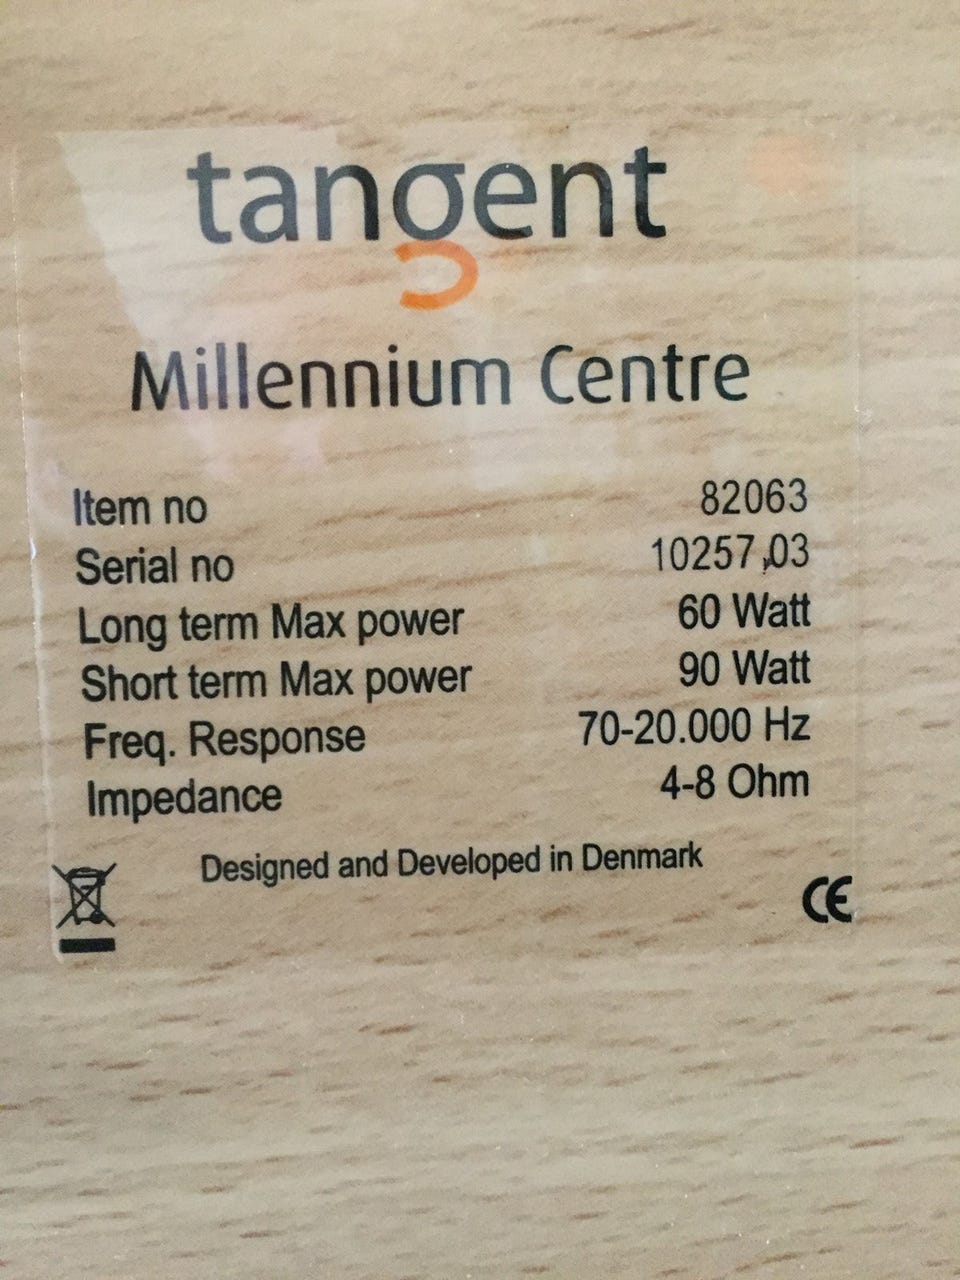 tangent
Millennium Centre
Item no 82063
Serial no 10257,03
Long term Max power 60 Watt
Short term Max power 90 Watt
Freq. Response 70-20.000 Hz
Impedance 4-8 Ohm
Designed and Developed in Denmark
CE